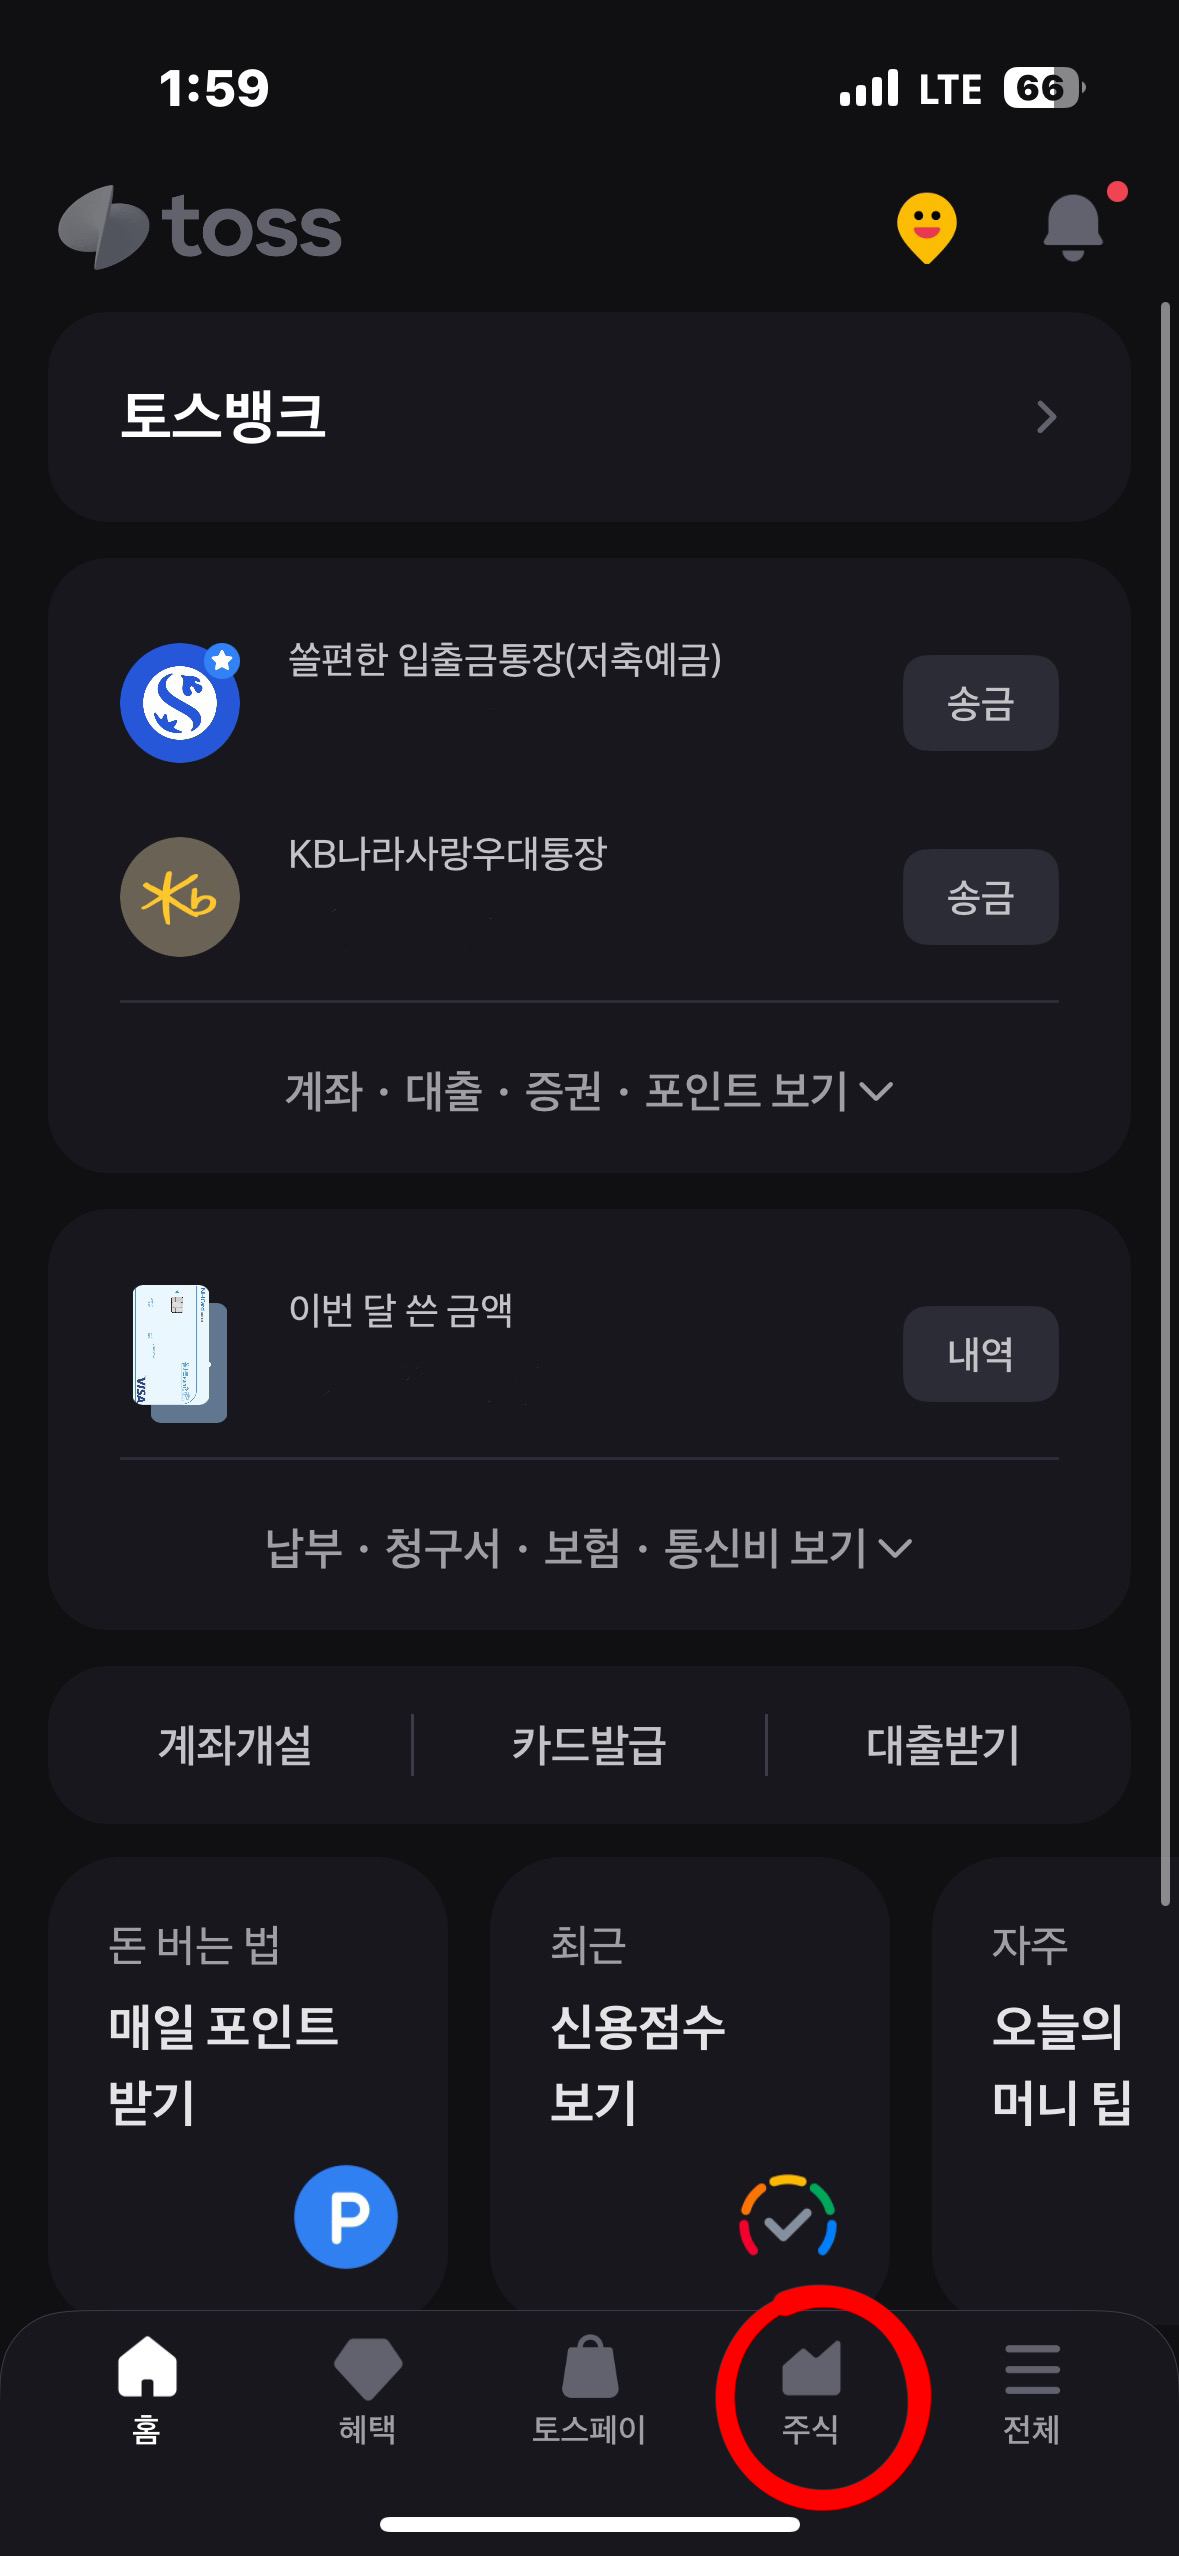 1:59
LTE 66
toss
토스뱅크
쏠편한 입출금통장(저축예금)
송금
KB나라사랑우대통장
송금
계좌 · 대출 · 증권 · 포인트 보기
이번 달 쓴 금액
VISA
내역
납부 · 청구서 · 보험 · 통신비 보기
계좌개설
카드발급
대출받기
돈 버는 법
매일 포인트
받기
P
최근
신용점수
보기
자주
오늘의
머니 팁
홈
혜택
토스페이
주식
전체